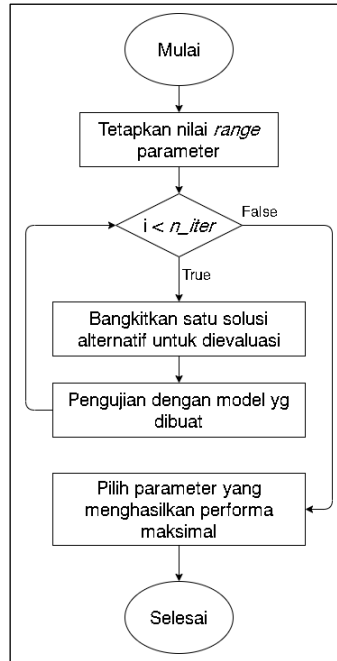 Mulai
Tetapkan nilai range
parameter
i < n_iter
False
True
Bangkitkan satu solusi
alternatif untuk dievaluasi
Pengujian dengan model yg
dibuat
Pilih parameter yang
menghasilkan performa
maksimal
Selesai